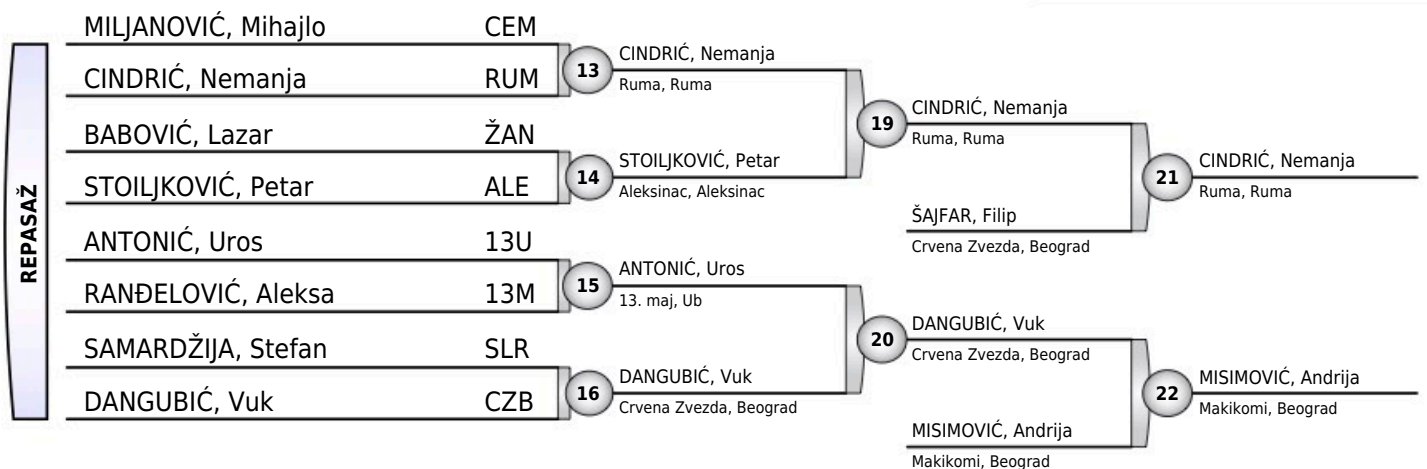 REPASAŽ
MILJANOVIĆ, Mihajlo CEM
CINDRIĆ, Nemanja RUM
BABOVIĆ, Lazar ŽAN
STOILJKOVIĆ, Petar ALE
ANTONIĆ, Uros 13U
RANĐELOVIĆ, Aleksa 13M
SAMARDŽIJA, Stefan SLR
DANGUBIĆ, Vuk CZB
13
CINDRIĆ, Nemanja
Ruma, Ruma
14
STOILJKOVIĆ, Petar
Aleksinac, Aleksinac
15
ANTONIĆ, Uros
13. maj, Ub
16
DANGUBIĆ, Vuk
Crvena Zvezda, Beograd
19
CINDRIĆ, Nemanja
Ruma, Ruma
ŠAJFAR, Filip
Crvena Zvezda, Beograd
20
DANGUBIĆ, Vuk
Crvena Zvezda, Beograd
MISIMOVIĆ, Andrija
Makikomi, Beograd
21
CINDRIĆ, Nemanja
Ruma, Ruma
22
MISIMOVIĆ, Andrija
Makikomi, Beograd